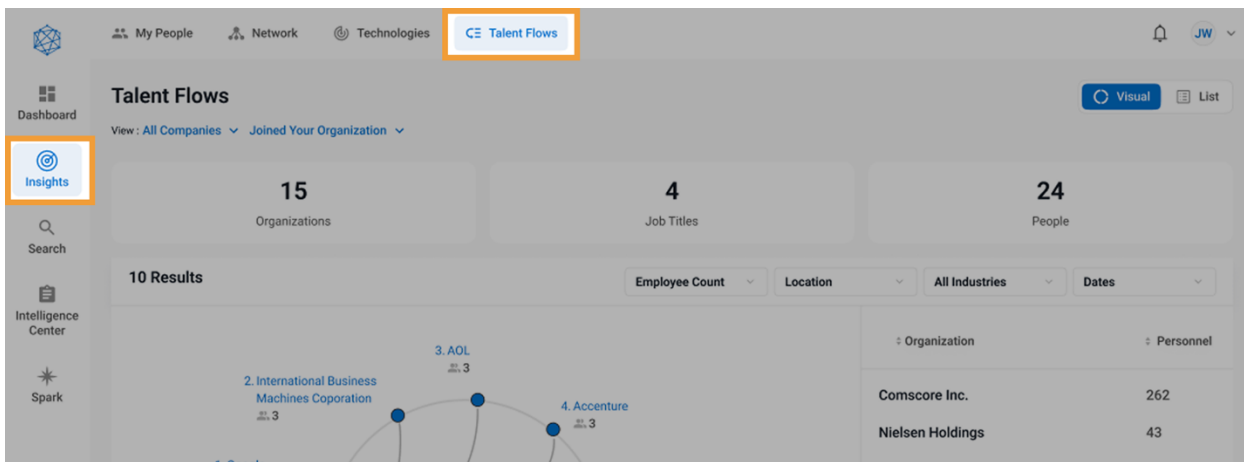 My People
Network
Technologies
Talent Flows
JW
Dashboard
Insights
Search
Intelligence
Center
Spark
Talent Flows
Visual
List
View : All Companies
Joined Your Organization
15
Organizations
4
Job Titles
24
People
10 Results
Employee Count
Location
All Industries
Dates
3. AOL
3
2. International Business
Machines Coporation
3
4. Accenture
3
Organization
Personnel
Comscore Inc.
262
Nielsen Holdings
43